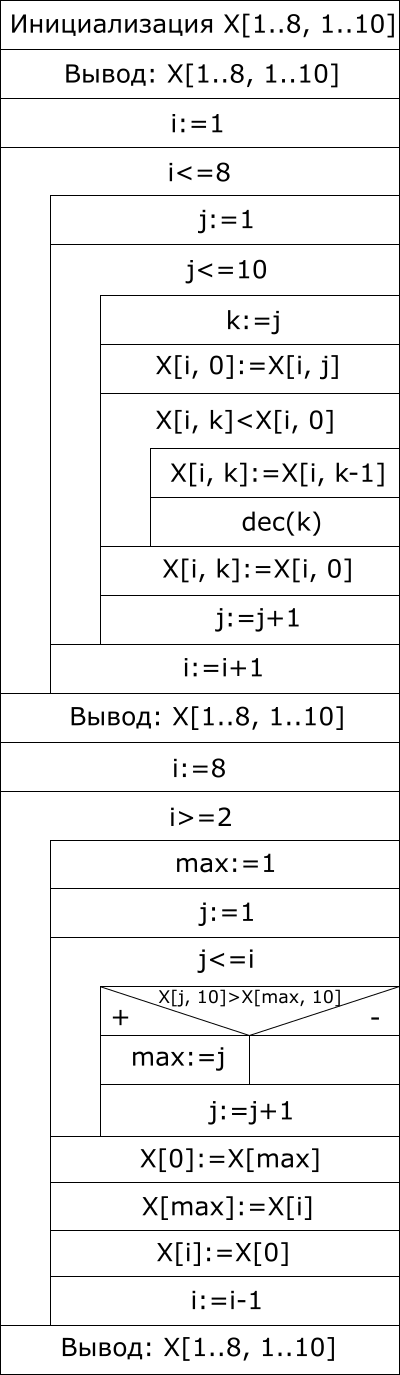 Инициализация X[1..8, 1..10]
Вывод: X[1..8, 1..10]
i:=1
i<=8
j:=1
j<=10
k:=j
X[i, 0]:=X[i, j]
X[i, k]<X[i, 0]
X[i, k]:=X[i, k-1]
dec(k)
X[i, k]:=X[i, 0]
j:=j+1
i:=i+1
Вывод: X[1..8, 1..10]
i:=8
i>=2
max:=1
j:=1
j<=i
X[j, 10]>X[max, 10]
+ -
max:=j
j:=j+1
X[0]:=X[max]
X[max]:=X[i]
X[i]:=X[0]
i:=i-1
Вывод: X[1..8, 1..10]